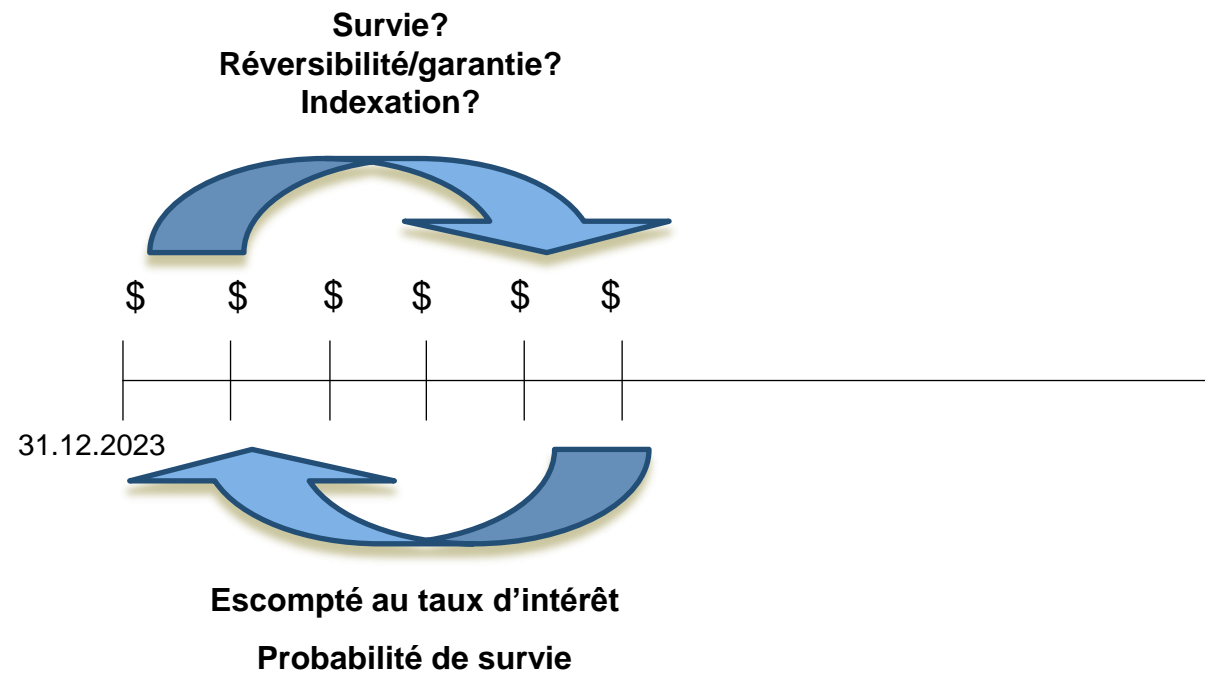 Survie?
Réversibilité/garantie?
Indexation?
$ $ $ $ $ $
31.12.2023
Escompté au taux d’intérêt
Probabilité de survie